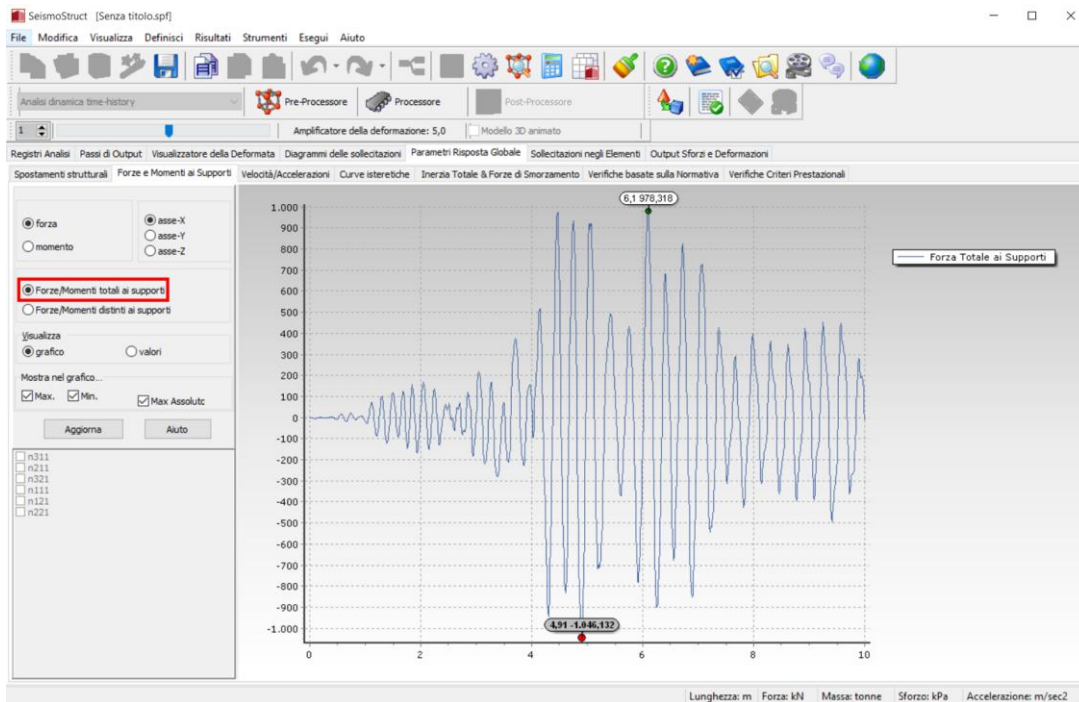 SeismoStruct [Senza titolo.spf]
File Modifica Visualizza Definisci Risultati Strumenti Esegui Aiuto
Analisi dinamica time-history
Pre-Processore
Processore
Post-Processore
1
Amplificatore della deformazione: 5,0
Modello 3D animato
Registri Analisi Passi di Output Visualizzatore della Deformata Diagrammi delle sollecitazioni Parametri Risposta Globale Sollecitazioni negli Elementi Output Sforzi e Deformazioni
Spostamenti strutturali Forze e Momenti ai Supporti Velocità/Accelerazioni Curve isteretiche Inerzia Totale & Forze di Smorzamento Verifiche basate sulla Normativa Verifiche Criteri Prestazionali
forza
momento
asse-X
asse-Y
asse-Z
Forze/Momenti totali ai supporti
Forze/Momenti distinti ai supporti
Visualizza
grafico valori
Mostra nel grafico...
Max. Min. Max Assolutc
Aggiorna Aiuto
n311
n211
n321
n111
n121
n221
6,1 978,318
1.000
900
800
700
600
500
400
300
200
100
0
-100
-200
-300
-400
-500
-600
-700
-800
-900
-1.000
4,91 -1.046,132
0 2 4 6 8 10
Forza Totale ai Supporti
Lunghezza: m Forza: kN Massa: tonne Sforzo: kPa Accelerazione: m/sec2